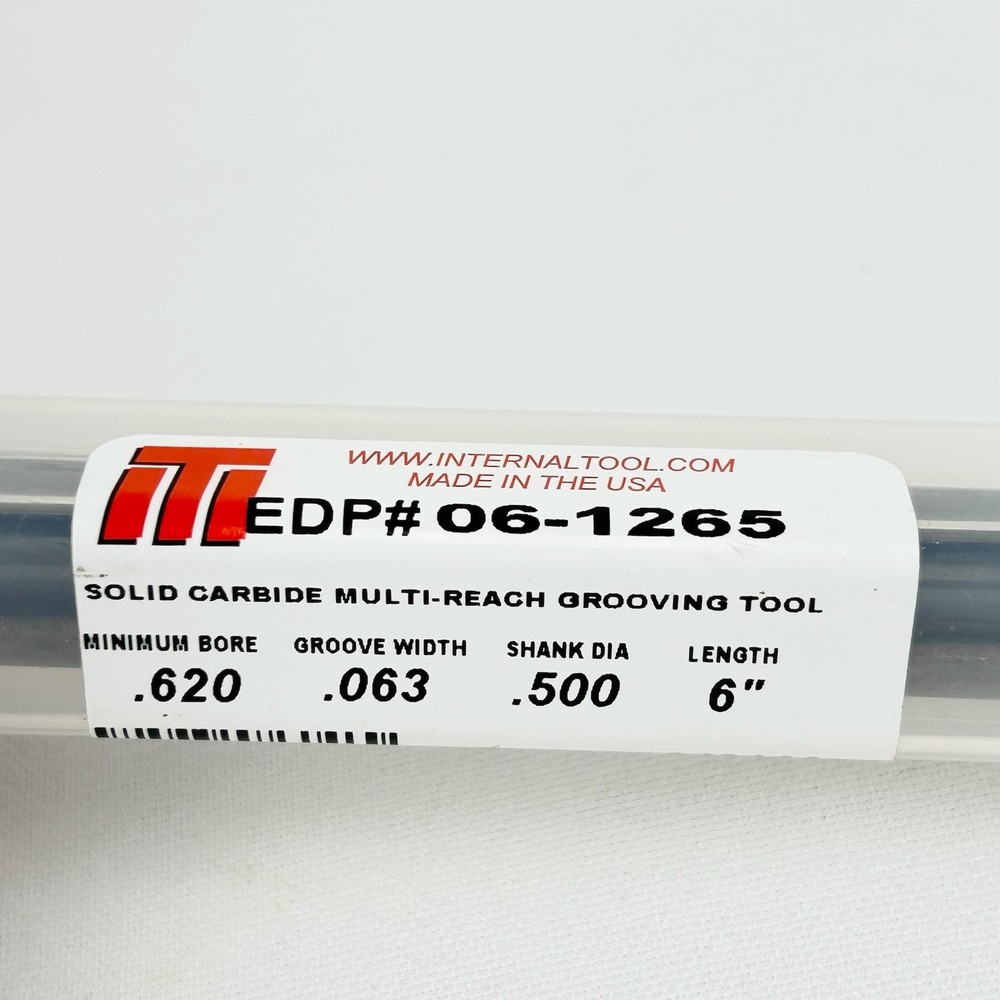 WWW.INTERNALTOOL.COM
MADE IN THE USA
ITI EDP# 06-1265
SOLID CARBIDE MULTI-REACH GROOVING TOOL
MINIMUM BORE GROOVE WIDTH SHANK DIA LENGTH
.620 .063 .500 6"